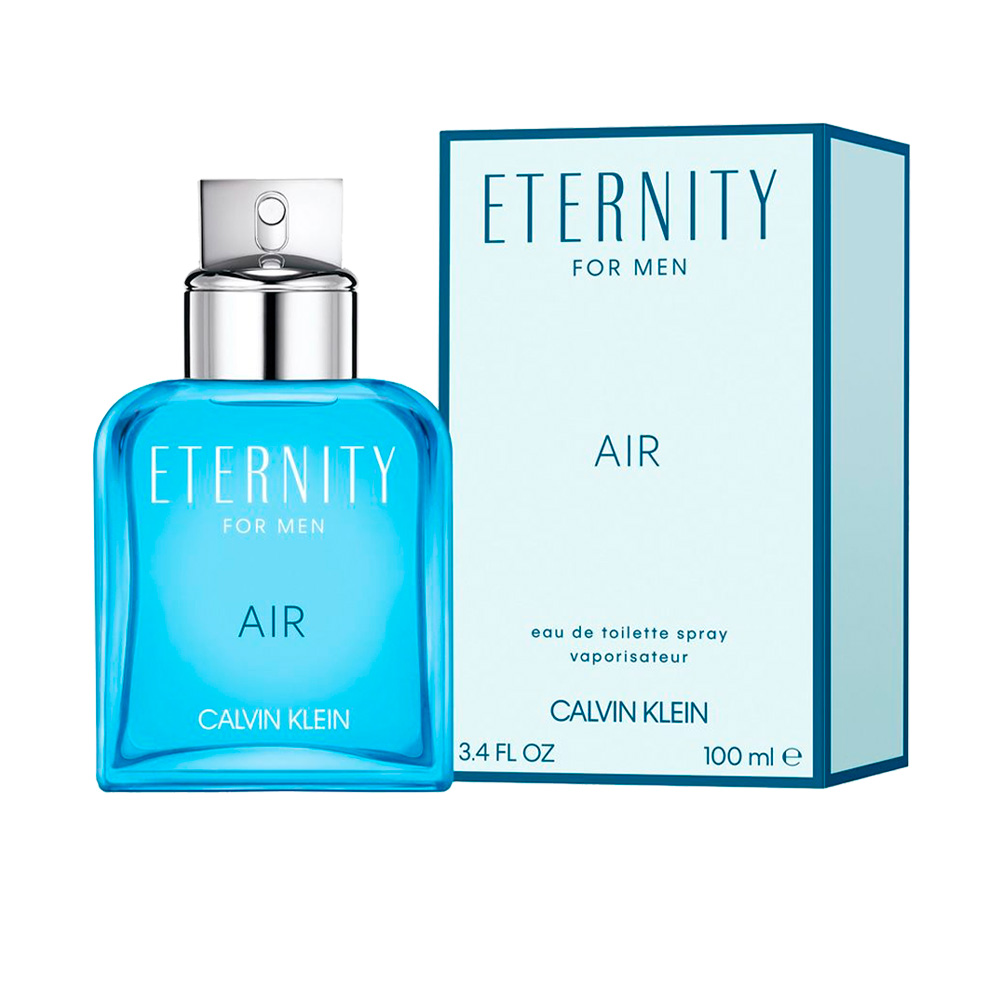 ETERNITY
FOR MEN
AIR
CALVIN KLEIN
ETERNITY
FOR MEN
AIR
eau de toilette spray
vaporisateur
CALVIN KLEIN
3.4 FL OZ 100 ml ℮